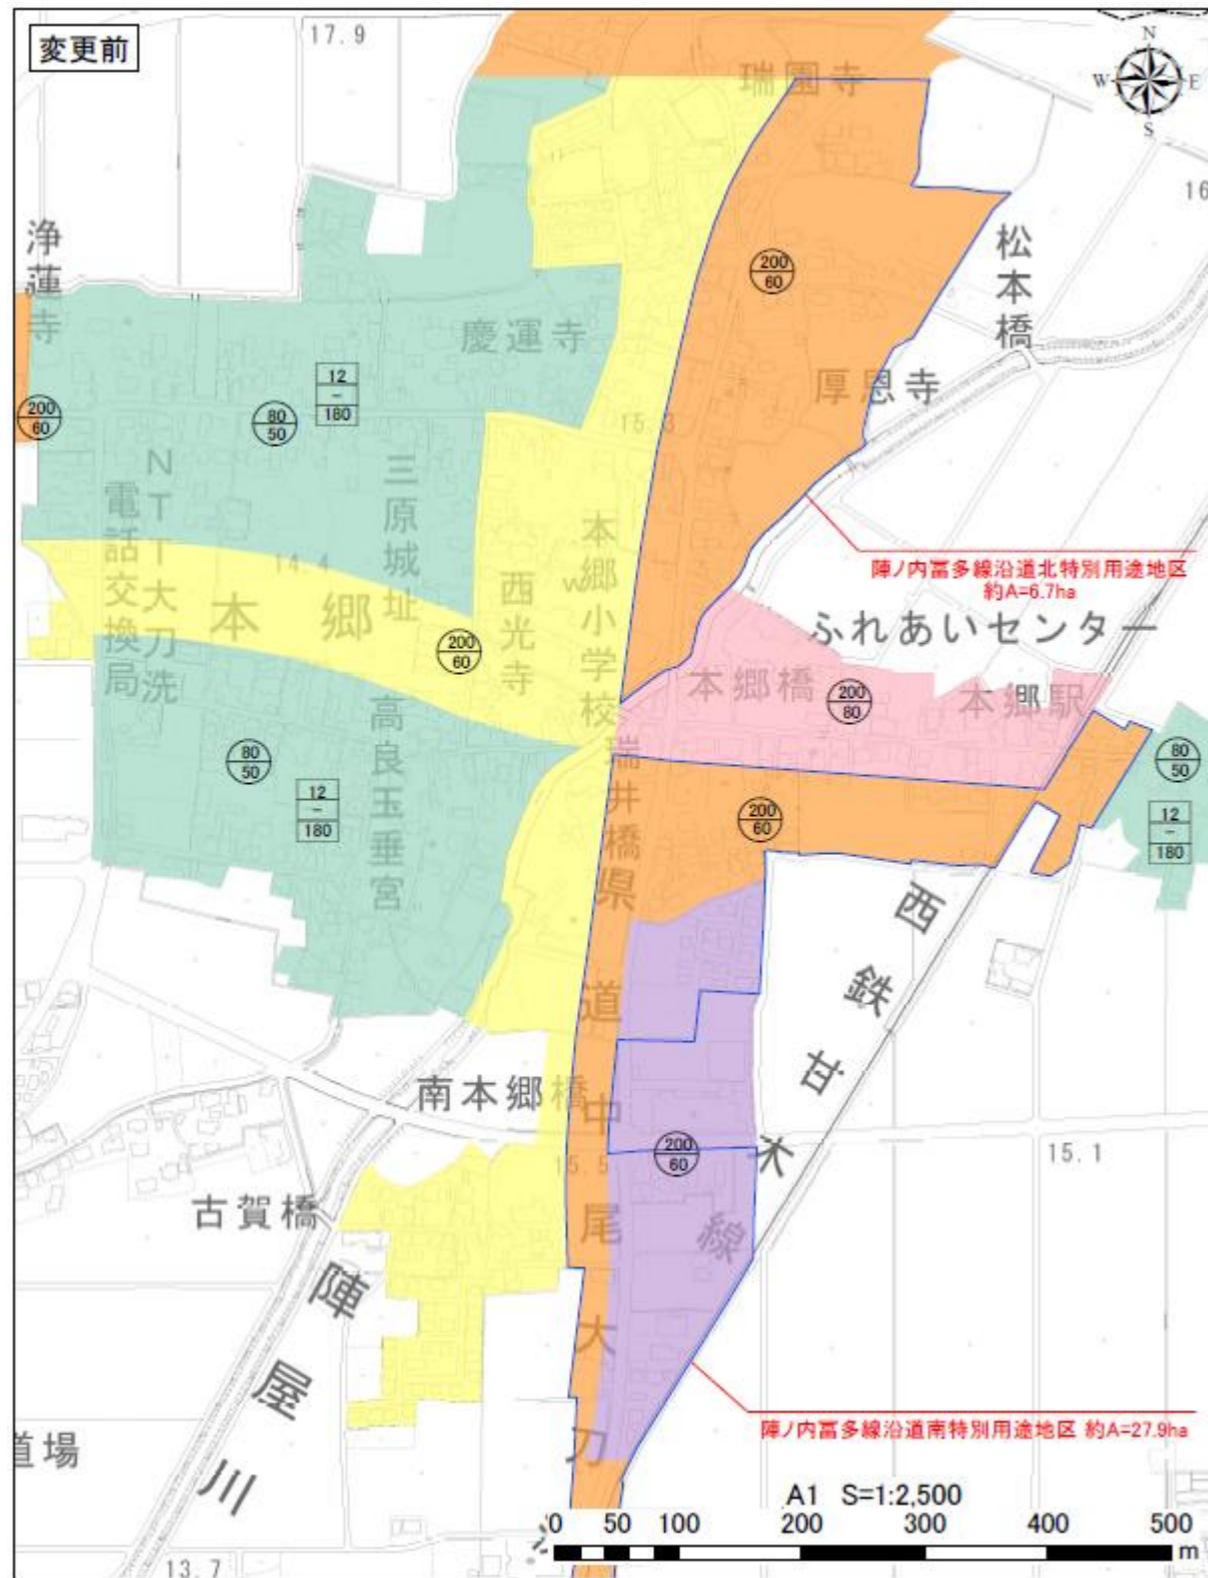 変更前
17.9
N
W
E
S
瑞園寺
16
浄蓮寺
松本橋
200
60
慶運寺
12
-
180
厚恩寺
200
60
80
50
15.3
NTT大刀洗
電話交換局
三原城址
本郷小学校
陣ノ内冨多線沿道北特別用途地区
約A=6.7ha
14.4
西光寺
w
本郷
ふれあいセンター
200
60
本郷橋
200
80
本郷駅
高良玉垂宮
瑞井橋
80
50
80
50
12
-
180
200
60
12
-
180
県道中尾大刀
西鉄甘木線
南本郷橋
200
60
15.1
15.5
古賀橋
陣屋川
陣ノ内冨多線沿道南特別用途地区 約A=27.9ha
道場
A1 S=1:2,500
0 50 100 200 300 400 500
m
13.7